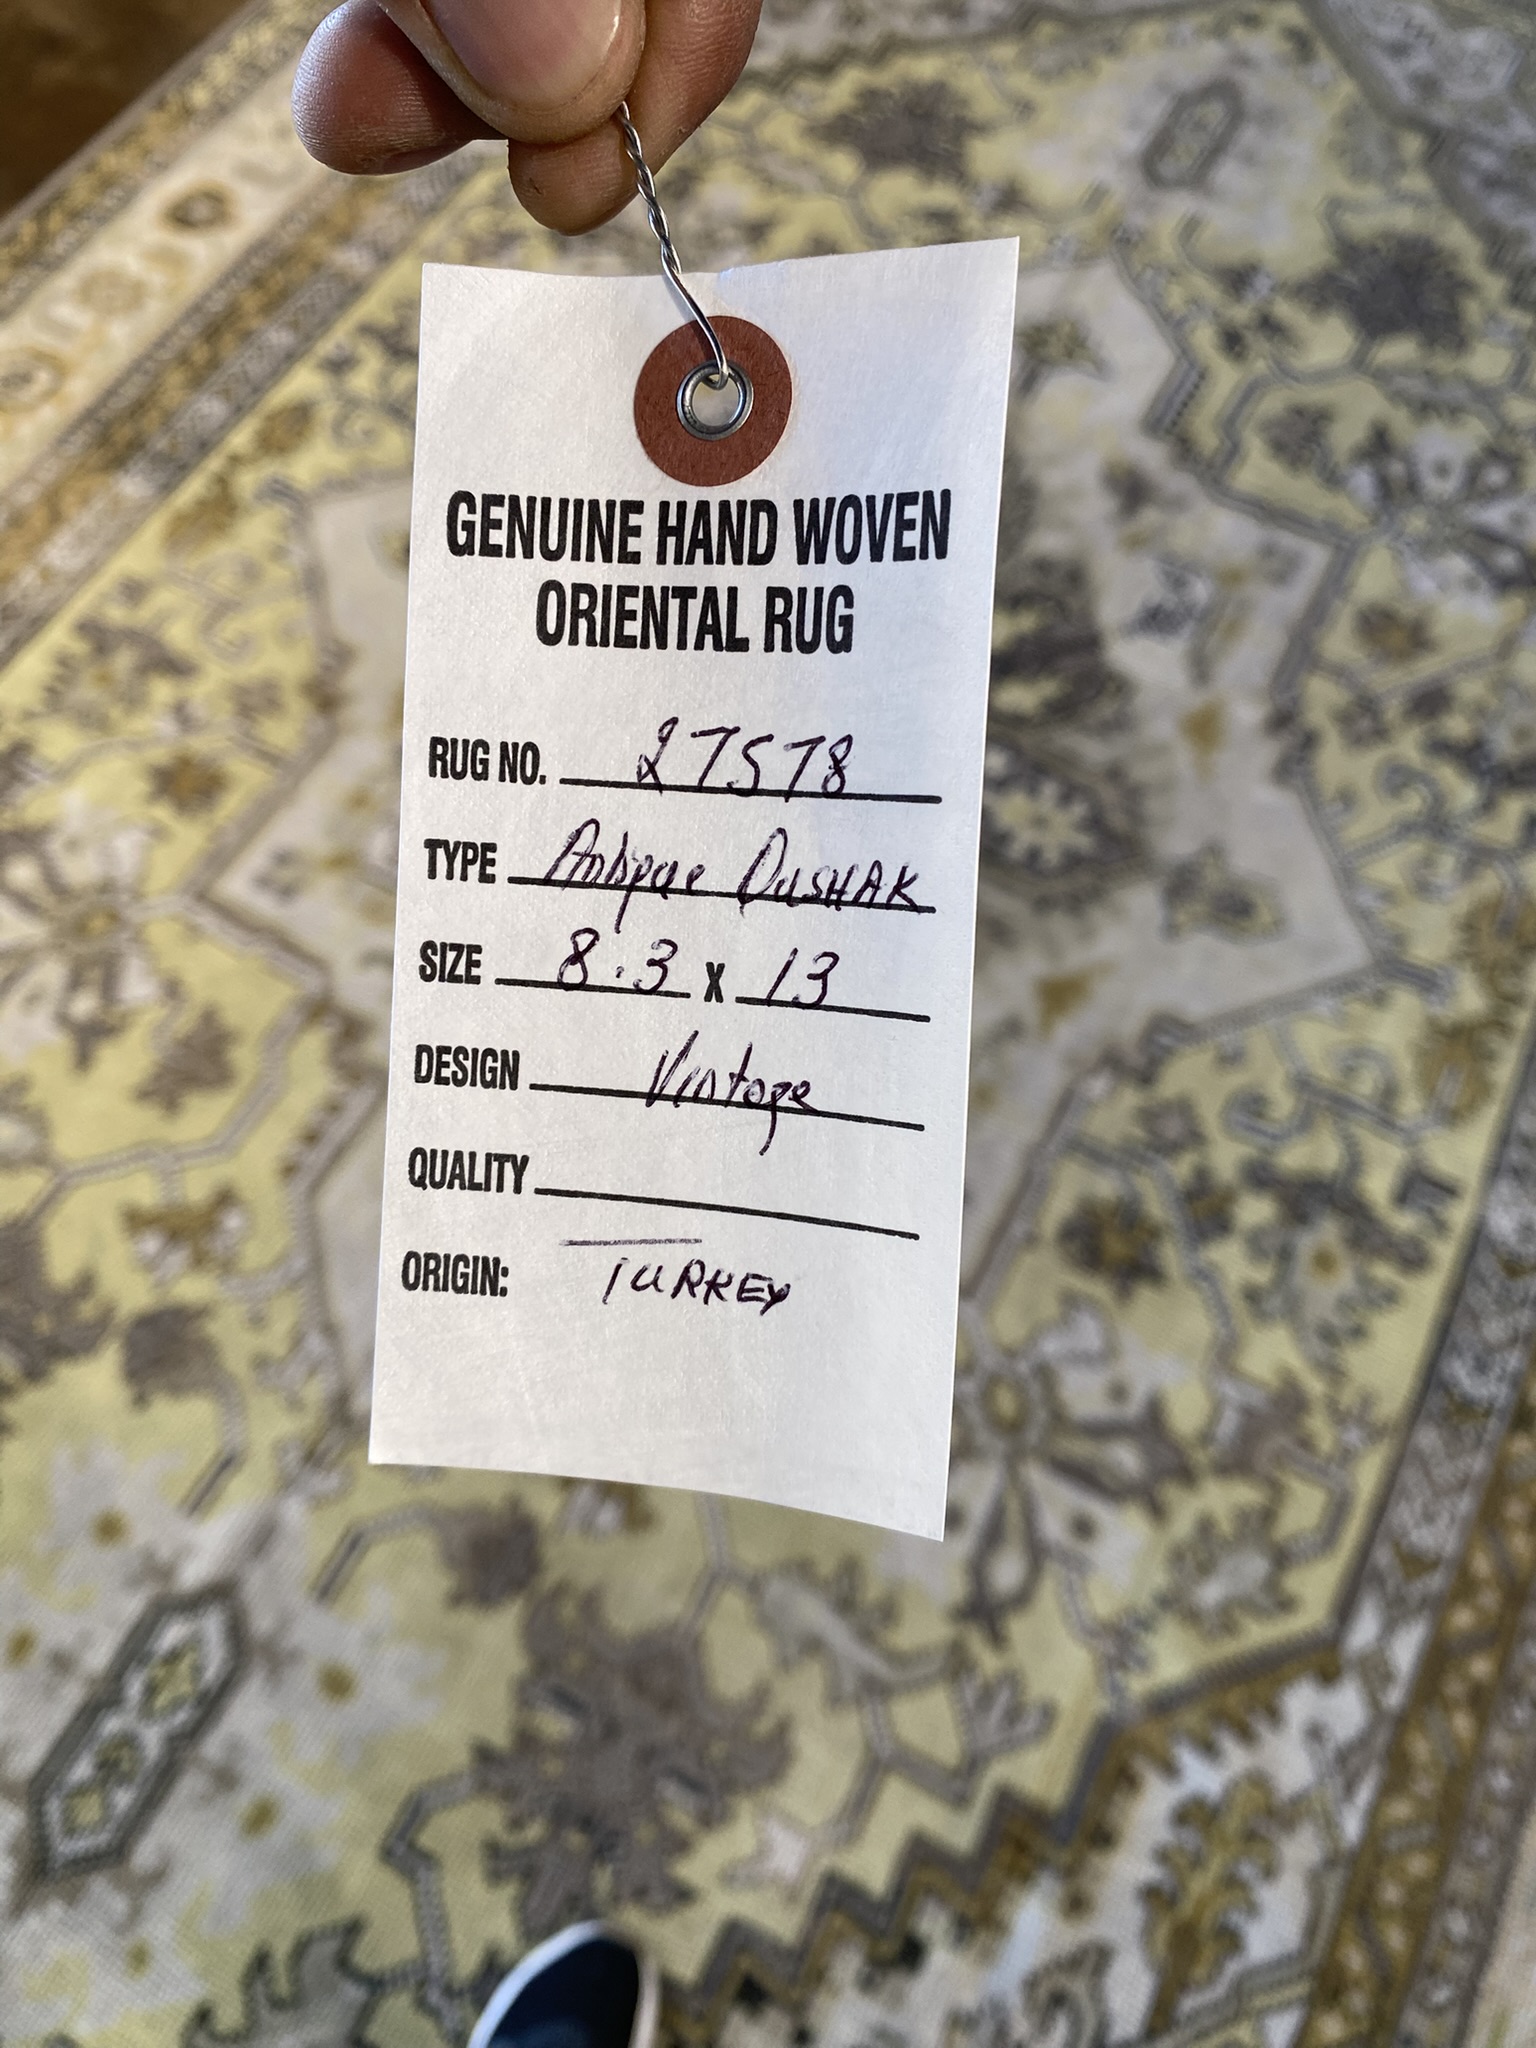 GENUINE HAND WOVEN
ORIENTAL RUG
RUG NO. 27578
TYPE Antique OUSHAK
SIZE 8.3 x 13
DESIGN Vintage
QUALITY
ORIGIN: TURKEY